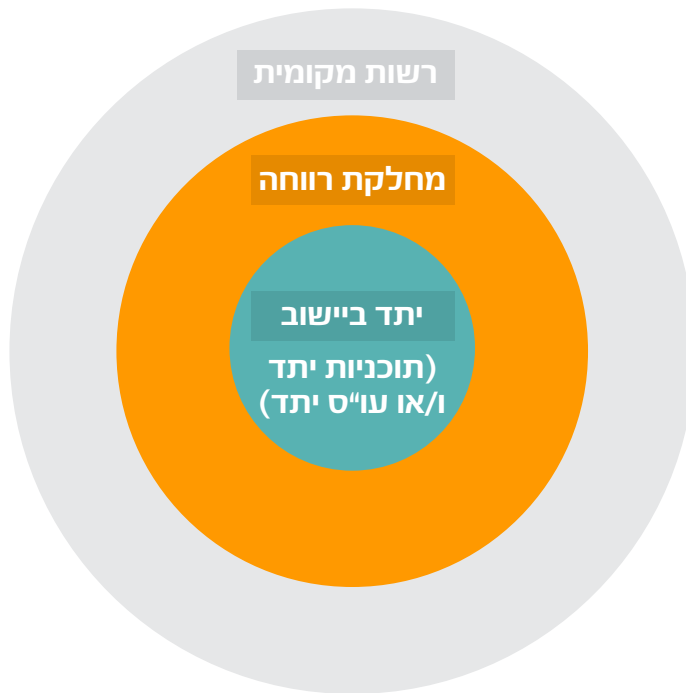 רשות מקומית
מחלקת רווחה
יתד ביישוב
(תוכניות יתד
ו/או עו"ס יתד)